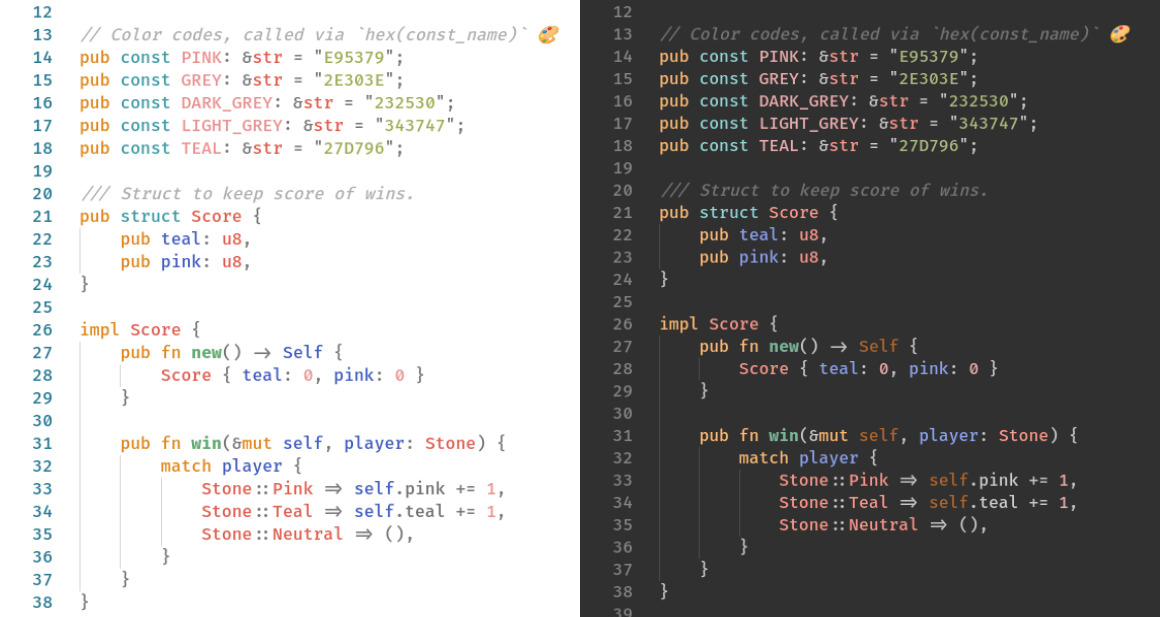 12
13 // Color codes, called via `hex(const_name)` 🎨
14 pub const PINK: &str = "E95379";
15 pub const GREY: &str = "2E303E";
16 pub const DARK_GREY: &str = "232530";
17 pub const LIGHT_GREY: &str = "343747";
18 pub const TEAL: &str = "27D796";
19
20 /// Struct to keep score of wins.
21 pub struct Score {
22     pub teal: u8,
23     pub pink: u8,
24 }
25
26 impl Score {
27     pub fn new() -> Self {
28         Score { teal: 0, pink: 0 }
29     }
30
31     pub fn win(&mut self, player: Stone) {
32         match player {
33             Stone::Pink => self.pink += 1,
34             Stone::Teal => self.teal += 1,
35             Stone::Neutral => (),
36         }
37     }
38 }
12
13 // Color codes, called via `hex(const_name)` 🎨
14 pub const PINK: &str = "E95379";
15 pub const GREY: &str = "2E303E";
16 pub const DARK_GREY: &str = "232530";
17 pub const LIGHT_GREY: &str = "343747";
18 pub const TEAL: &str = "27D796";
19
20 /// Struct to keep score of wins.
21 pub struct Score {
22     pub teal: u8,
23     pub pink: u8,
24 }
25
26 impl Score {
27     pub fn new() -> Self {
28         Score { teal: 0, pink: 0 }
29     }
30
31     pub fn win(&mut self, player: Stone) {
32         match player {
33             Stone::Pink => self.pink += 1,
34             Stone::Teal => self.teal += 1,
35             Stone::Neutral => (),
36         }
37     }
38 }
39